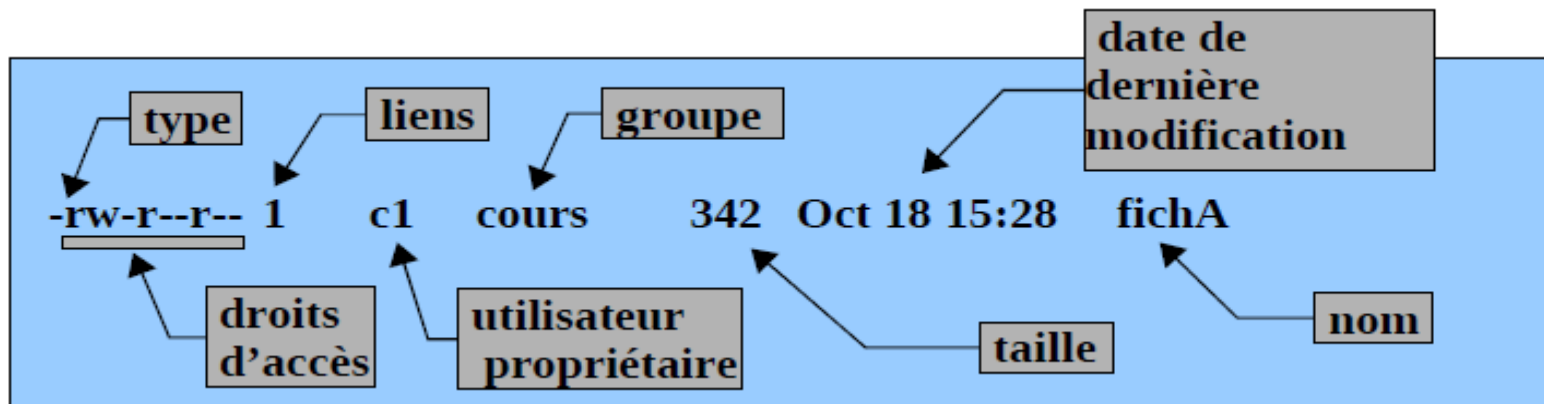 date de
dernière
modification
type
liens
groupe
-rw-r--r-- 1 c1 cours 342 Oct 18 15:28 fichA
droits
d’accès
utilisateur
propriétaire
taille
nom